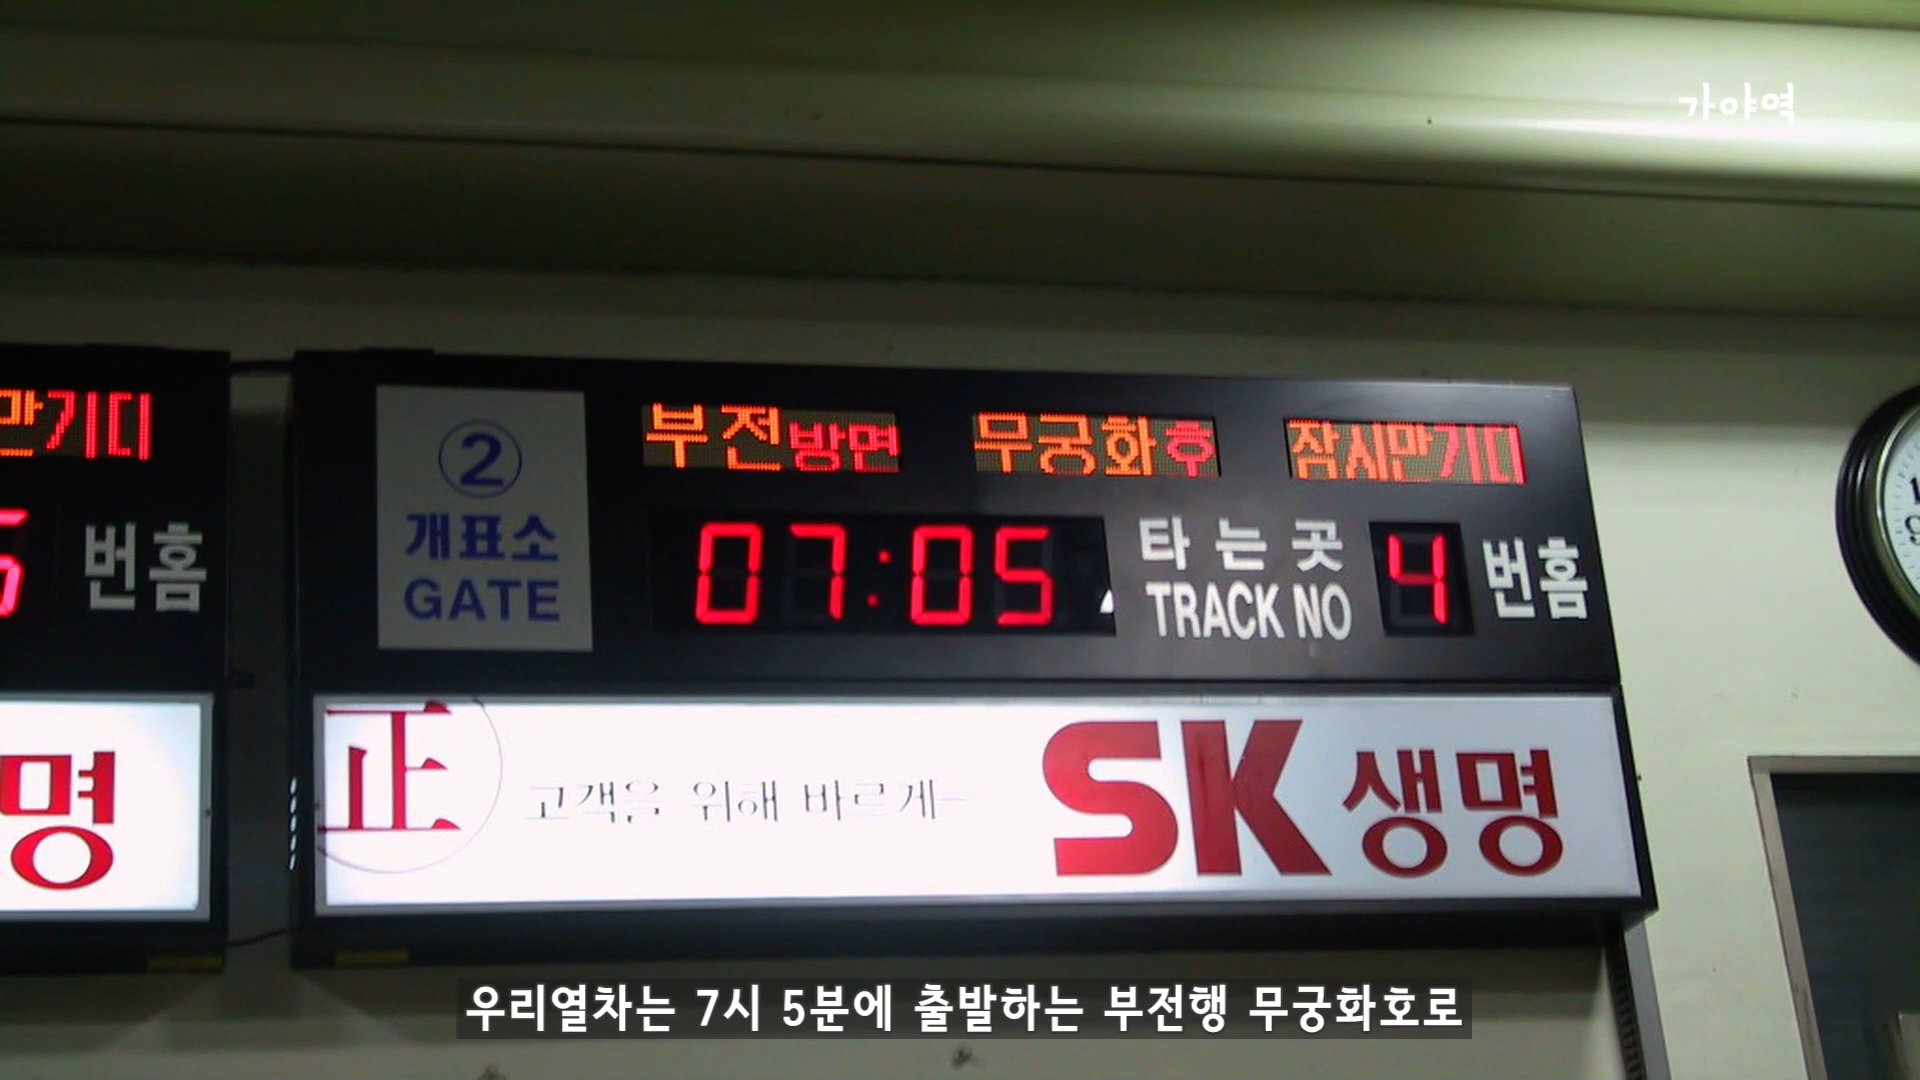 가야역
만기디
5 번홈
명
② 개표소
GATE
부전방면 무궁화호 잠시만기디
07:05 타는곳 TRACK NO 4 번홈
正 고객을 위해 바르게 SK생명
우리열차는 7시 5분에 출발하는 부전행 무궁화호로